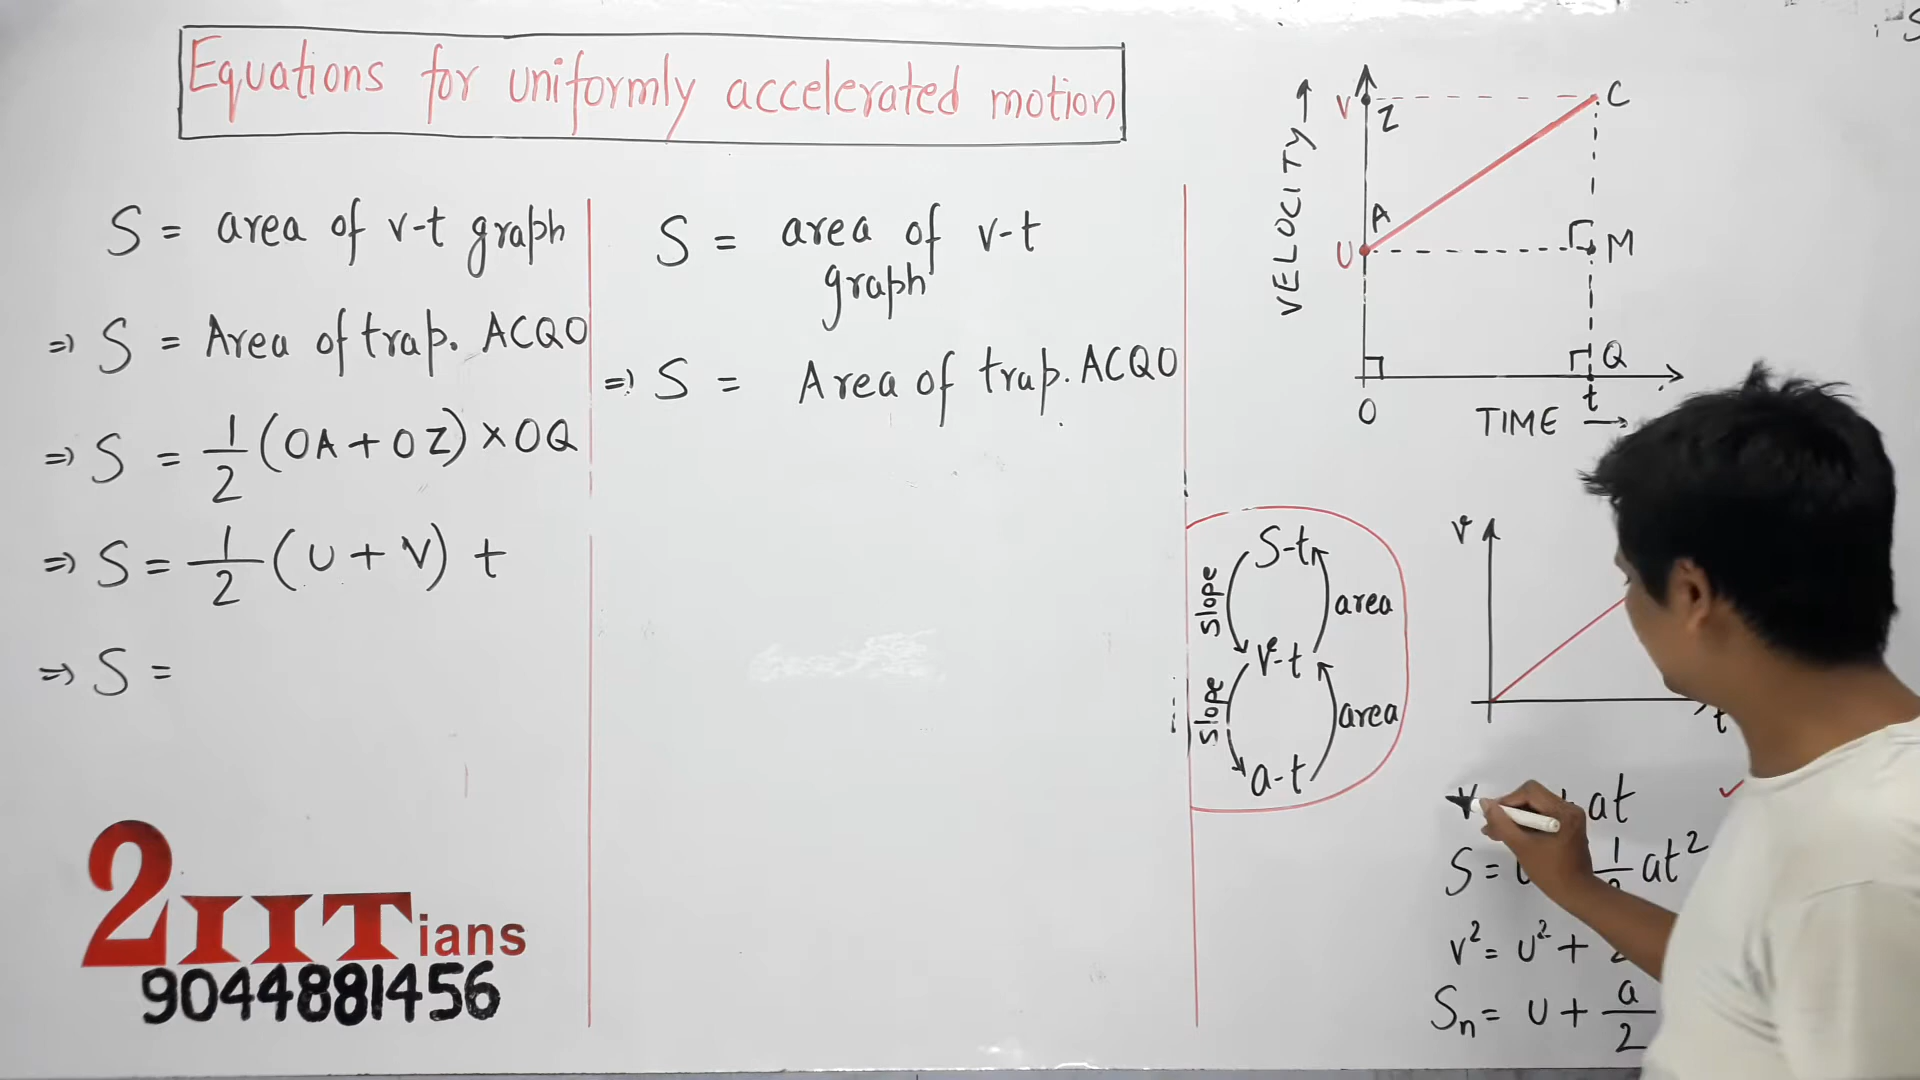 Equations for uniformly accelerated motion
S = area of v-t graph
⇒ S = Area of trap. ACQO
⇒ S = 1/2 (OA + OZ) × OQ
⇒ S = 1/2 (U + V) t
⇒ S =
2IITians
9044881456
S = area of v-t
graph
⇒ S = Area of trap. ACQO
VELOCITY →
V
Z
C
A
U
M
Q
O
t
TIME →
S-t
Slope
area
v-t
Slope
area
a-t
v
t
at
S = 1/2 at²
v² = u² +
Sn = u + a/2